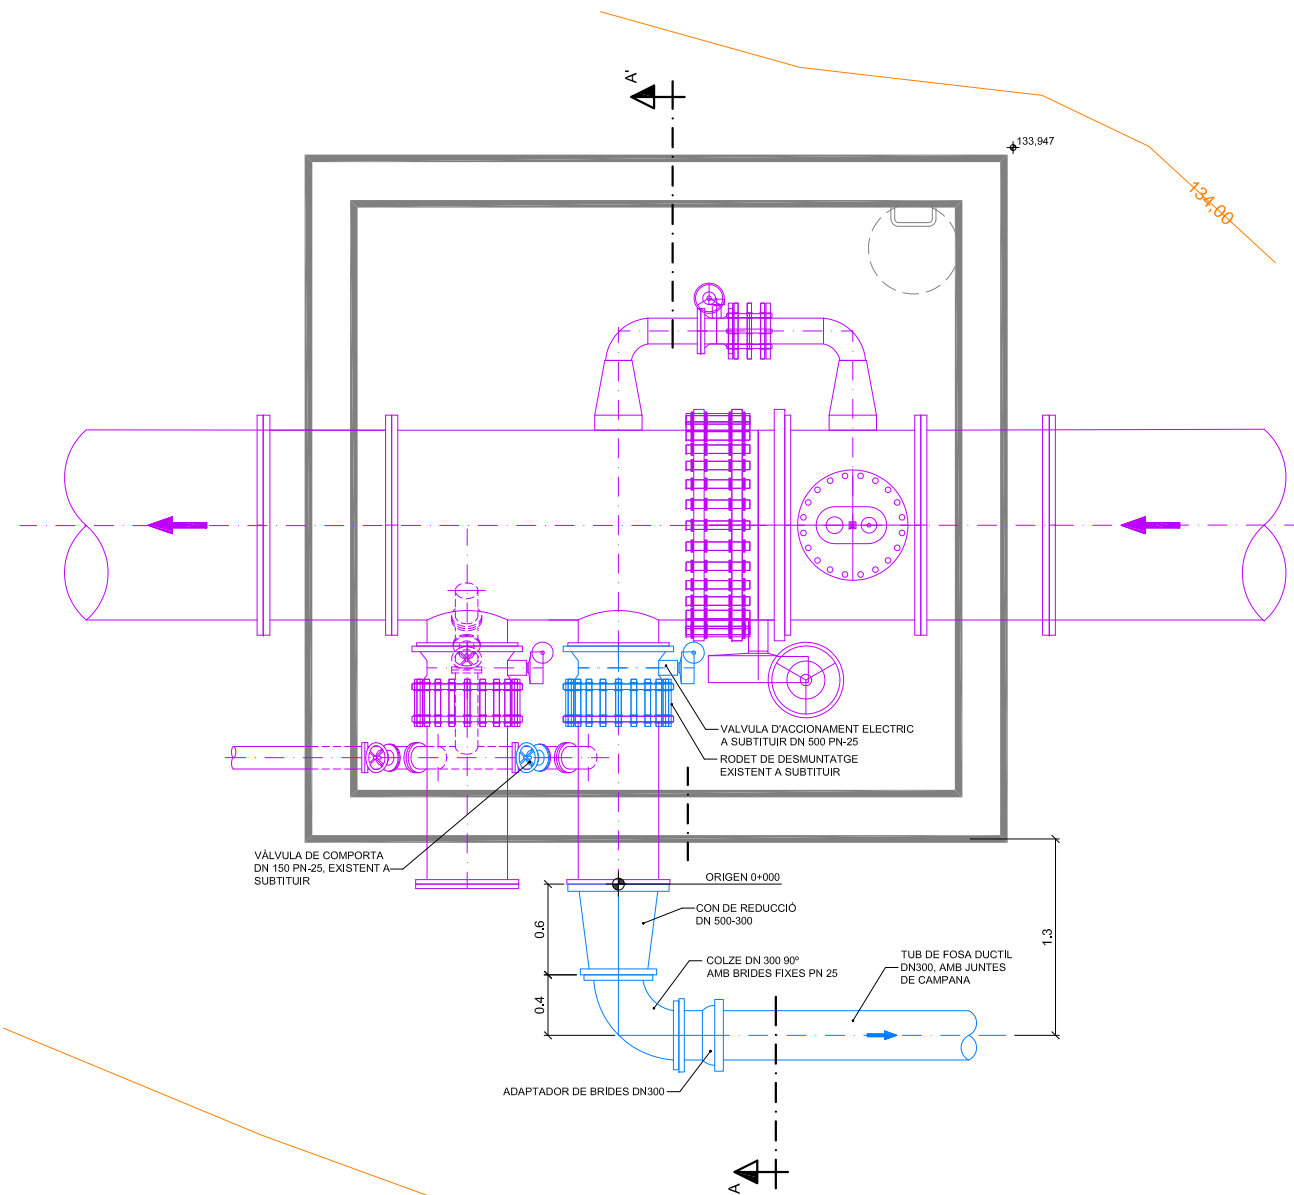 A'
133,947
134,00
VALVULA D'ACCIONAMENT ELECTRIC
A SUBTITUIR DN 500 PN-25
RODET DE DESMUNTATGE
EXISTENT A SUBTITUIR
VÀLVULA DE COMPORTA
DN 150 PN-25, EXISTENT A
SUBTITUIR
ORIGEN 0+000
CON DE REDUCCIÓ
DN 500-300
0.6
1.3
COLZE DN 300 90º
AMB BRIDES FIXES PN 25
TUB DE FOSA DUCTIL
DN300, AMB JUNTES
DE CAMPANA
0.4
ADAPTADOR DE BRIDES DN300
A